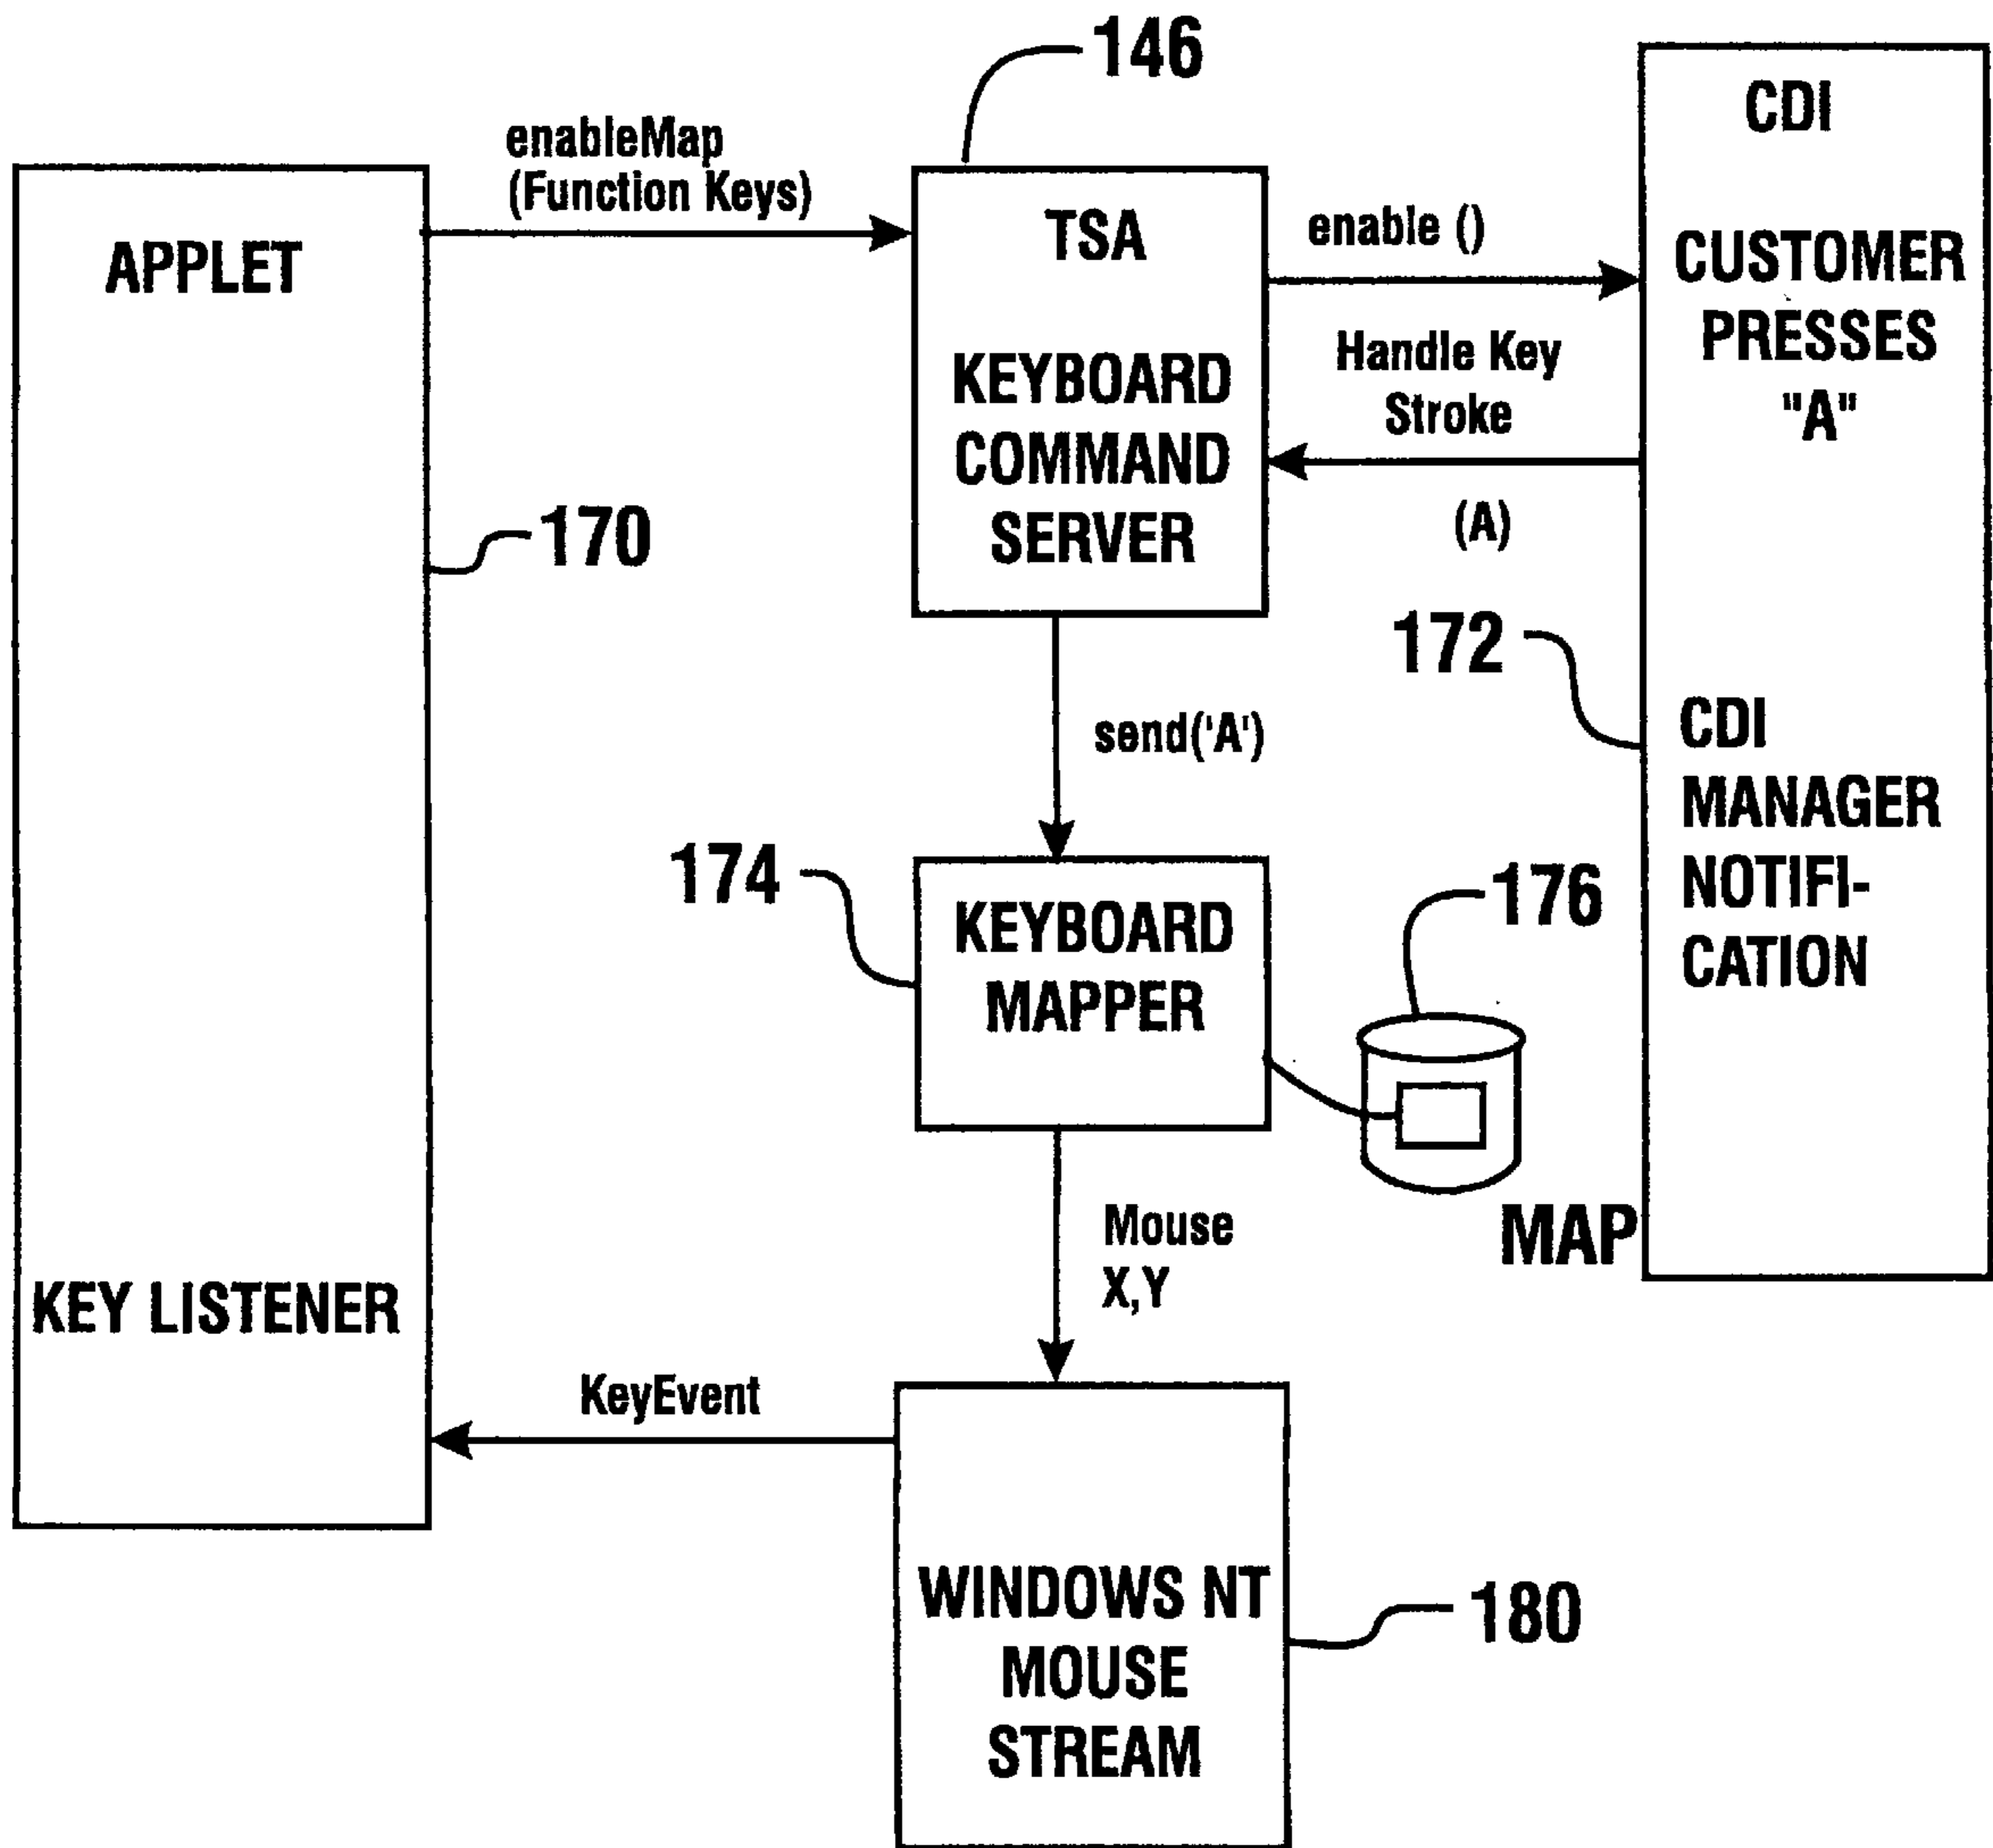 146
enableMap
(Function Keys)
APPLET
170
KEY LISTENER
TSA
KEYBOARD
COMMAND
SERVER
enable ()
Handle Key
Stroke
(A)
CDI
CUSTOMER
PRESSES
"A"
172
CDI
MANAGER
NOTIFI-
CATION
send('A')
174
KEYBOARD
MAPPER
176
MAP
Mouse
X,Y
KeyEvent
WINDOWS NT
MOUSE
STREAM
180